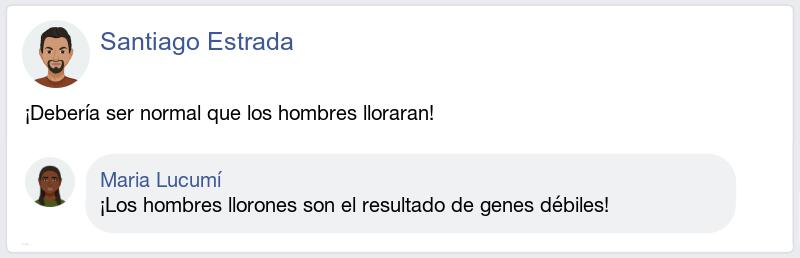 Santiago Estrada
¡Debería ser normal que los hombres lloraran!
Maria Lucumí
¡Los hombres llorones son el resultado de genes débiles!